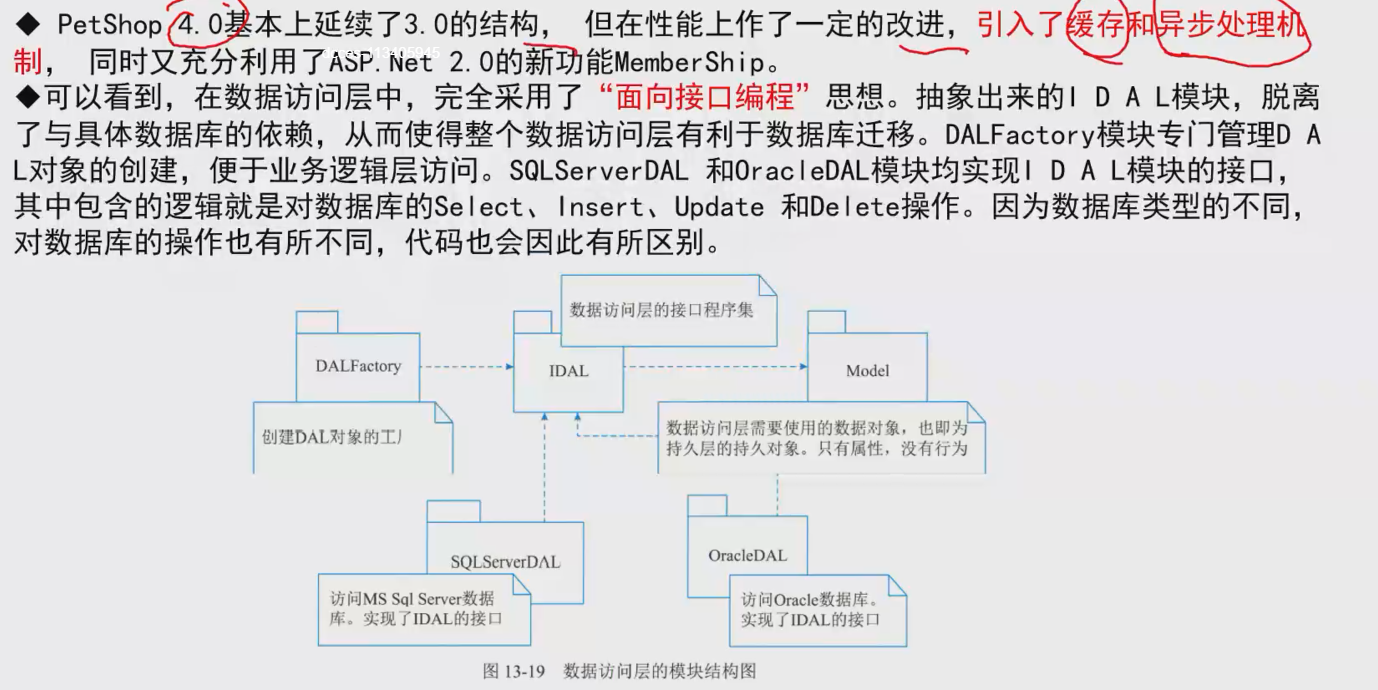 ◆ PetShop 4.0基本上延续了3.0的结构， 但在性能上作了一定的改进，引入了缓存和异步处理机
制， 同时又充分利用了ASP.Net 2.0的新功能MemberShip。
◆可以看到，在数据访问层中，完全采用了“面向接口编程”思想。抽象出来的I D A L模块，脱离
了与具体数据库的依赖，从而使得整个数据访问层有利于数据库迁移。DALFactory模块专门管理D A
L对象的创建，便于业务逻辑层访问。SQLServerDAL 和OracleDAL模块均实现I D A L模块的接口，
其中包含的逻辑就是对数据库的Select、Insert、Update 和Delete操作。因为数据库类型的不同，
对数据库的操作也有所不同，代码也会因此有所区别。
数据访问层的接口程序集
DALFactory
IDAL
Model
创建DAL对象的工厂
数据访问层需要使用的数据对象，也即为
持久层的持久对象。只有属性，没有行为
SQLServerDAL
OracleDAL
访问MS Sql Server数据
库。实现了IDAL的接口
访问Oracle数据库。
实现了IDAL的接口
图 13-19 数据访问层的模块结构图